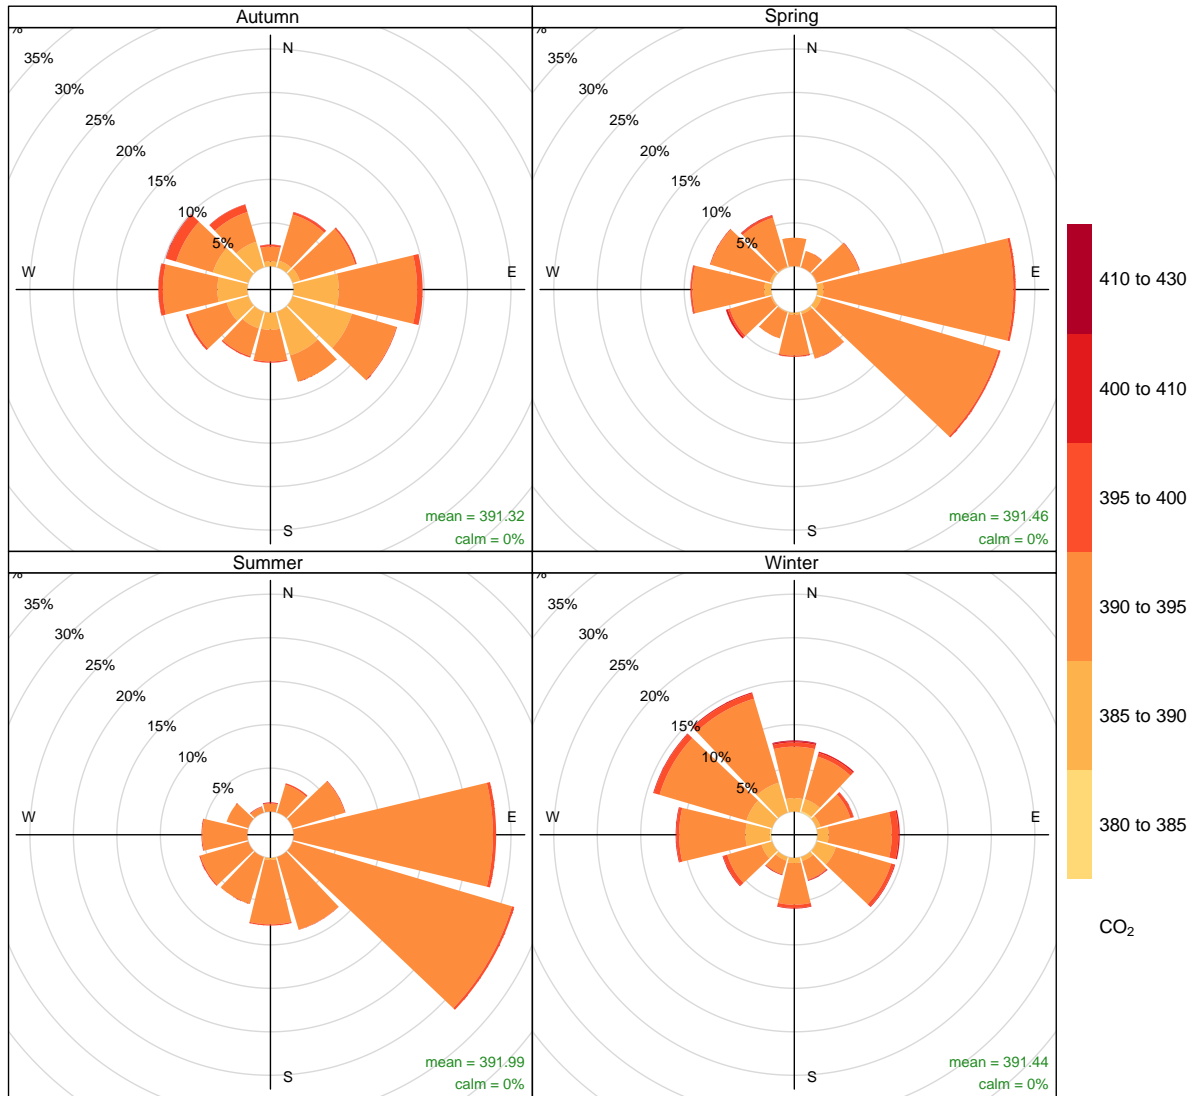 Autumn
%
35%
30%
25%
20%
15%
10%
5%
N
W
E
S
mean = 391.32
calm = 0%
Spring
%
35%
30%
25%
20%
15%
10%
5%
N
W
E
S
mean = 391.46
calm = 0%
Summer
%
35%
30%
25%
20%
15%
10%
5%
N
W
E
S
mean = 391.99
calm = 0%
Winter
%
35%
30%
25%
20%
15%
10%
5%
N
W
E
S
mean = 391.44
calm = 0%
410 to 430
400 to 410
395 to 400
390 to 395
385 to 390
380 to 385
CO₂